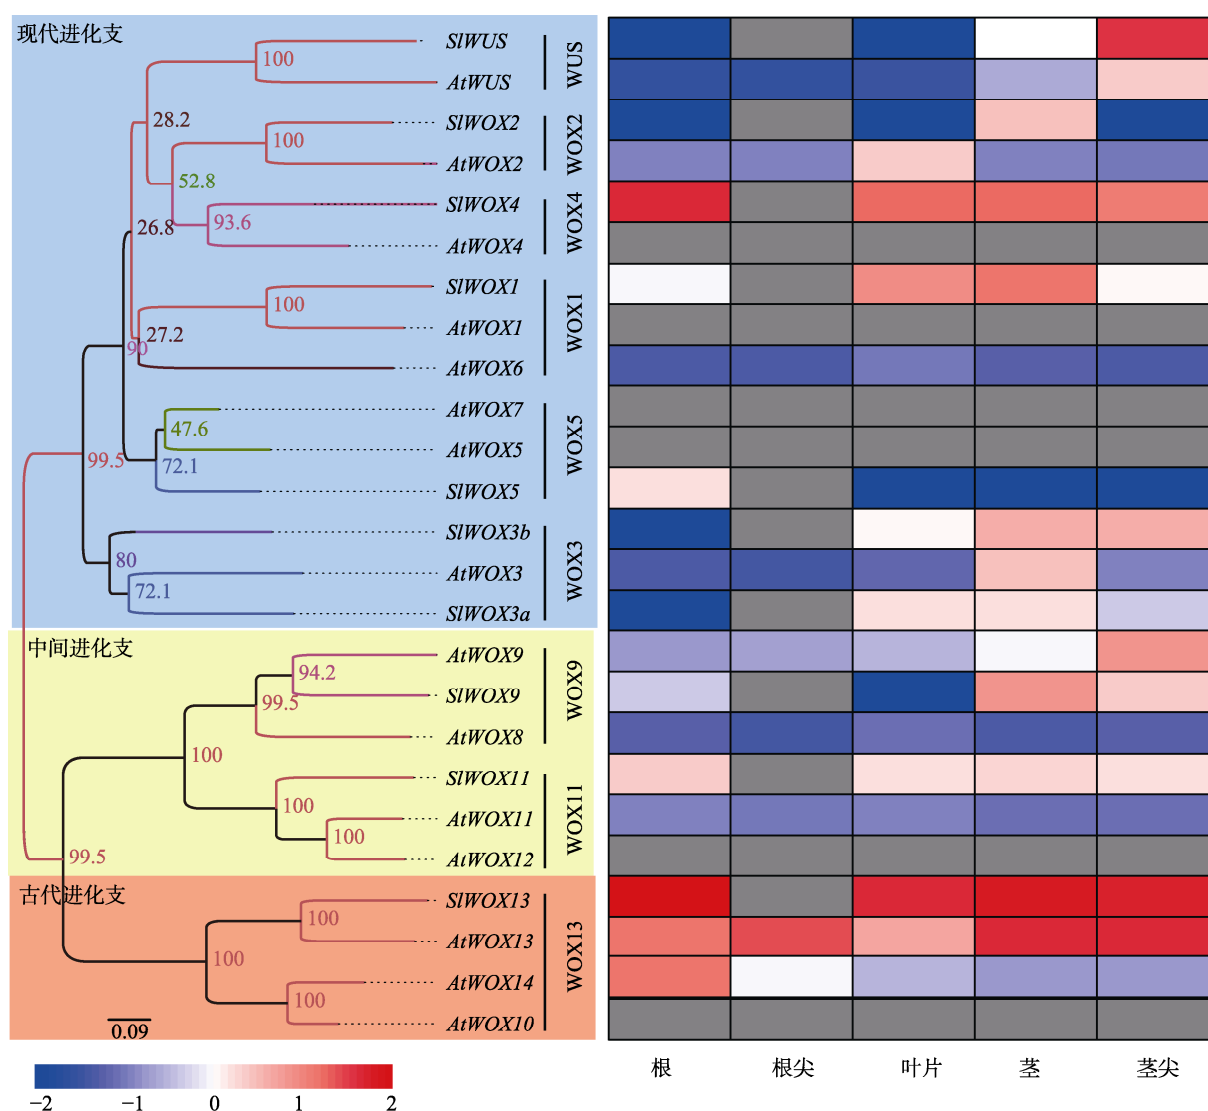 现代进化支
SlWUS
AtWUS
WUS
100
28.2
SlWOX2
AtWOX2
WOX2
100
52.8
SlWOX4
AtWOX4
WOX4
93.6
26.8
SlWOX1
AtWOX1
AtWOX6
WOX1
100
27.2
90
AtWOX7
AtWOX5
SlWOX5
WOX5
47.6
72.1
99.5
SlWOX3b
AtWOX3
SlWOX3a
WOX3
80
72.1
中间进化支
AtWOX9
SlWOX9
AtWOX8
WOX9
94.2
99.5
100
SlWOX11
AtWOX11
AtWOX12
WOX11
100
100
99.5
古代进化支
SlWOX13
AtWOX13
AtWOX14
AtWOX10
WOX13
100
100
100
0.09
根 根尖 叶片 茎 茎尖
−2 −1 0 1 2